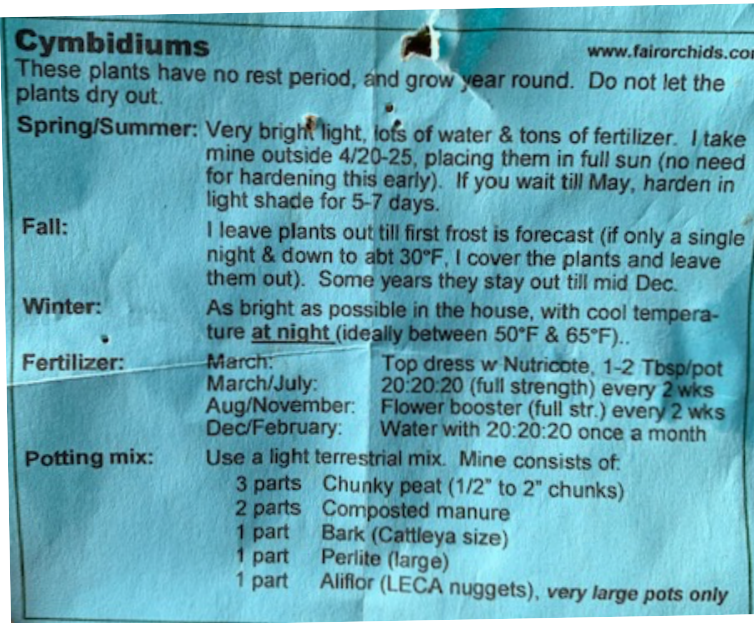 Cymbidiums www.fairorchids.co
These plants have no rest period, and grow year round. Do not let the
plants dry out.
Spring/Summer: Very bright light, lots of water & tons of fertilizer. I take
mine outside 4/20-25, placing them in full sun (no need
for hardening this early). If you wait till May, harden in
light shade for 5-7 days.
Fall: I leave plants out till first frost is forecast (if only a single
night & down to abt 30°F, I cover the plants and leave
them out). Some years they stay out till mid Dec.
Winter: As bright as possible in the house, with cool tempera-
ture at night (ideally between 50°F & 65°F)..
Fertilizer: March: Top dress w Nutricote, 1-2 Tbsp/pot
March/July: 20:20:20 (full strength) every 2 wks
Aug/November: Flower booster (full str.) every 2 wks
Dec/February: Water with 20:20:20 once a month
Potting mix: Use a light terrestrial mix. Mine consists of:
3 parts Chunky peat (1/2" to 2" chunks)
2 parts Composted manure
1 part Bark (Cattleya size)
1 part Perlite (large)
1 part Aliflor (LECA nuggets), very large pots only